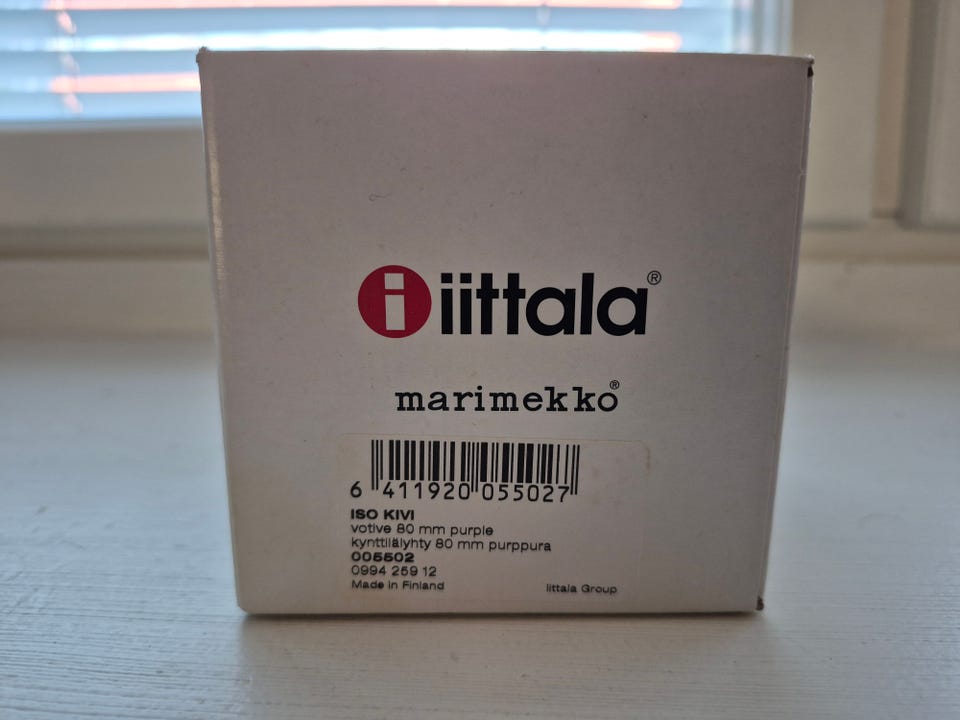 i iittala®
marimekko®
6 411920 055027
ISO KIVI
votive 80 mm purple
kynttilälyhty 80 mm purppura
005502
0994 259 12
Made in Finland
iittala Group